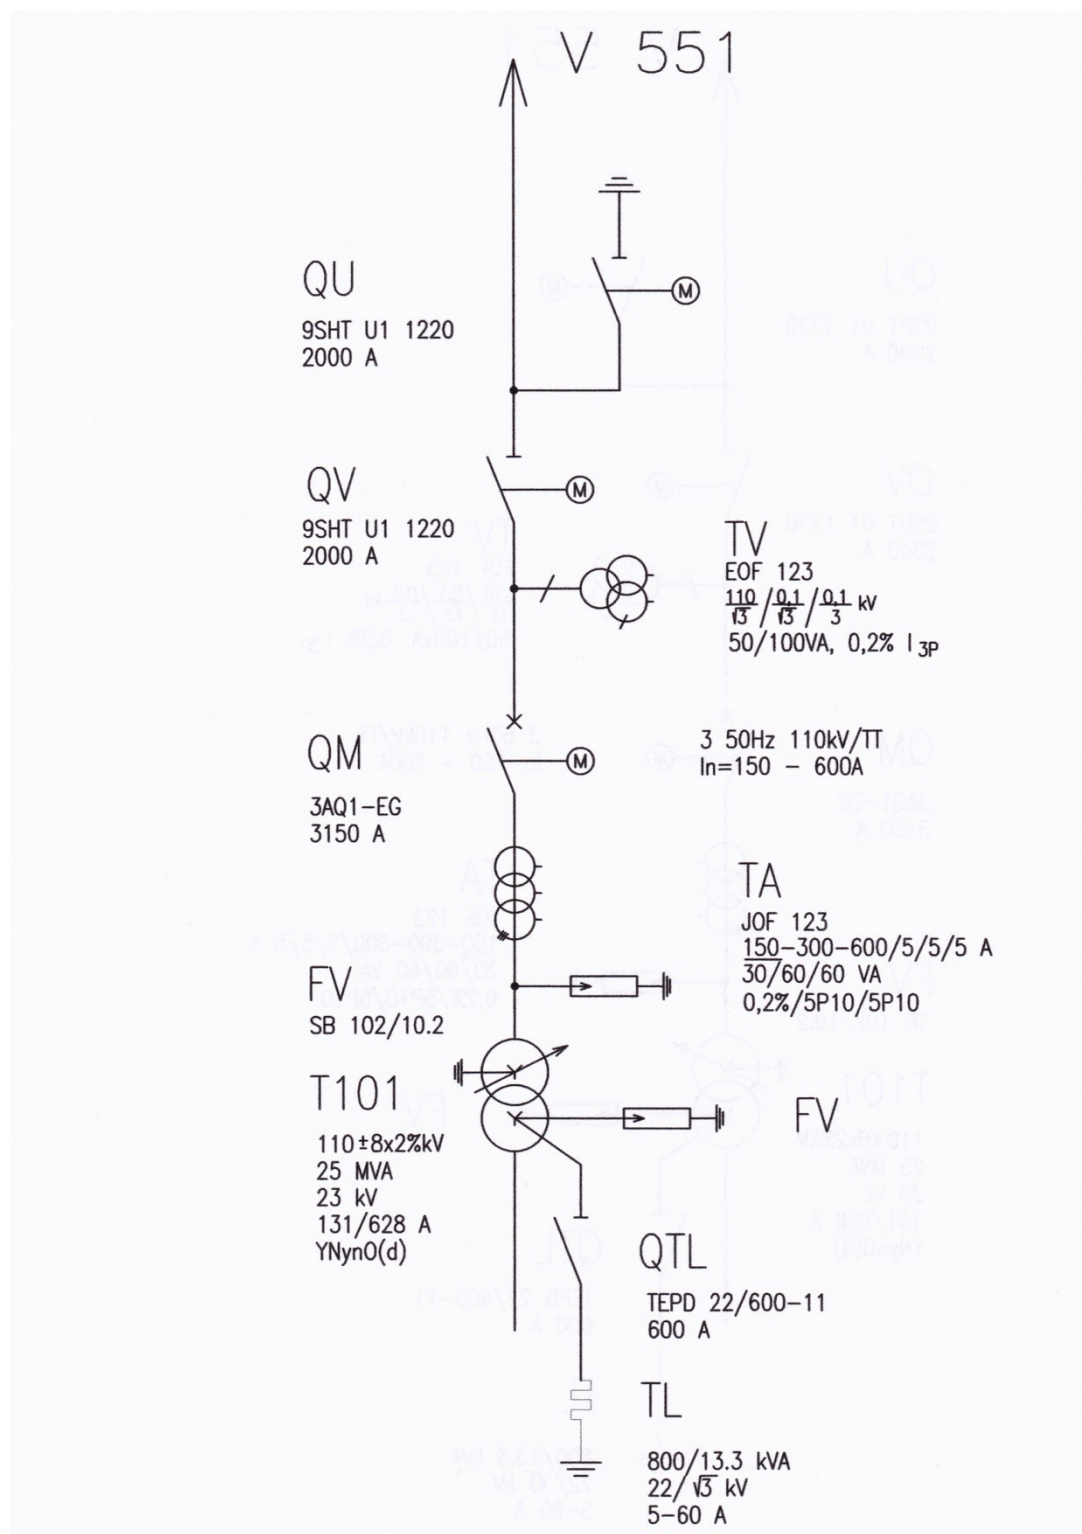 V 551
QU
9SHT U1 1220
2000 A
M
QV
9SHT U1 1220
2000 A
M
TV
EOF 123
110/√3 / 0,1/√3 / 0,1/3 kV
50/100VA, 0,2% I 3P
QM
3AQ1-EG
3150 A
M
3 50Hz 110kV/TT
In=150 - 600A
TA
JOF 123
150-300-600/5/5/5 A
30/60/60 VA
0,2%/5P10/5P10
FV
SB 102/10.2
T101
110±8x2%kV
25 MVA
23 kV
131/628 A
YNyn0(d)
FV
QTL
TEPD 22/600-11
600 A
TL
800/13.3 kVA
22/√3 kV
5-60 A